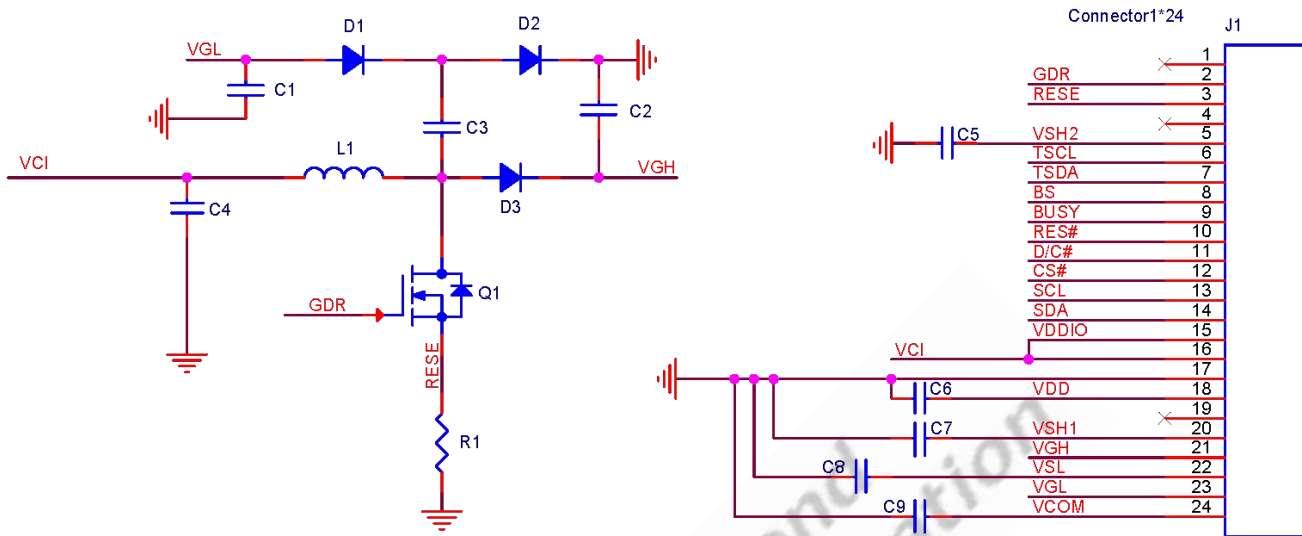 Connector1*24
J1
D1
D2
VGL
C1
C2
C3
VCI
L1
VGH
D3
C4
Q1
GDR
RESE
R1
1
GDR 2
RESE 3
4
C5 VSH2 5
TSCL 6
TSDA 7
BS 8
BUSY 9
RES# 10
D/C# 11
CS# 12
SCL 13
SDA 14
VDDIO 15
VCI 16
17
C6 VDD 18
19
C7 VSH1 20
VGH 21
C8 VSL 22
VGL 23
C9 VCOM 24